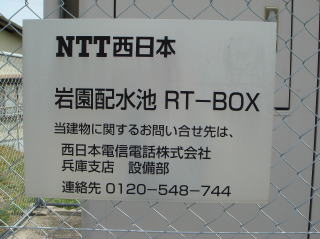 NTT西日本
岩園配水池 RT-BOX
当建物に関するお問い合せ先は、
西日本電信電話株式会社
兵庫支店 設備部
連絡先 0120-548-744